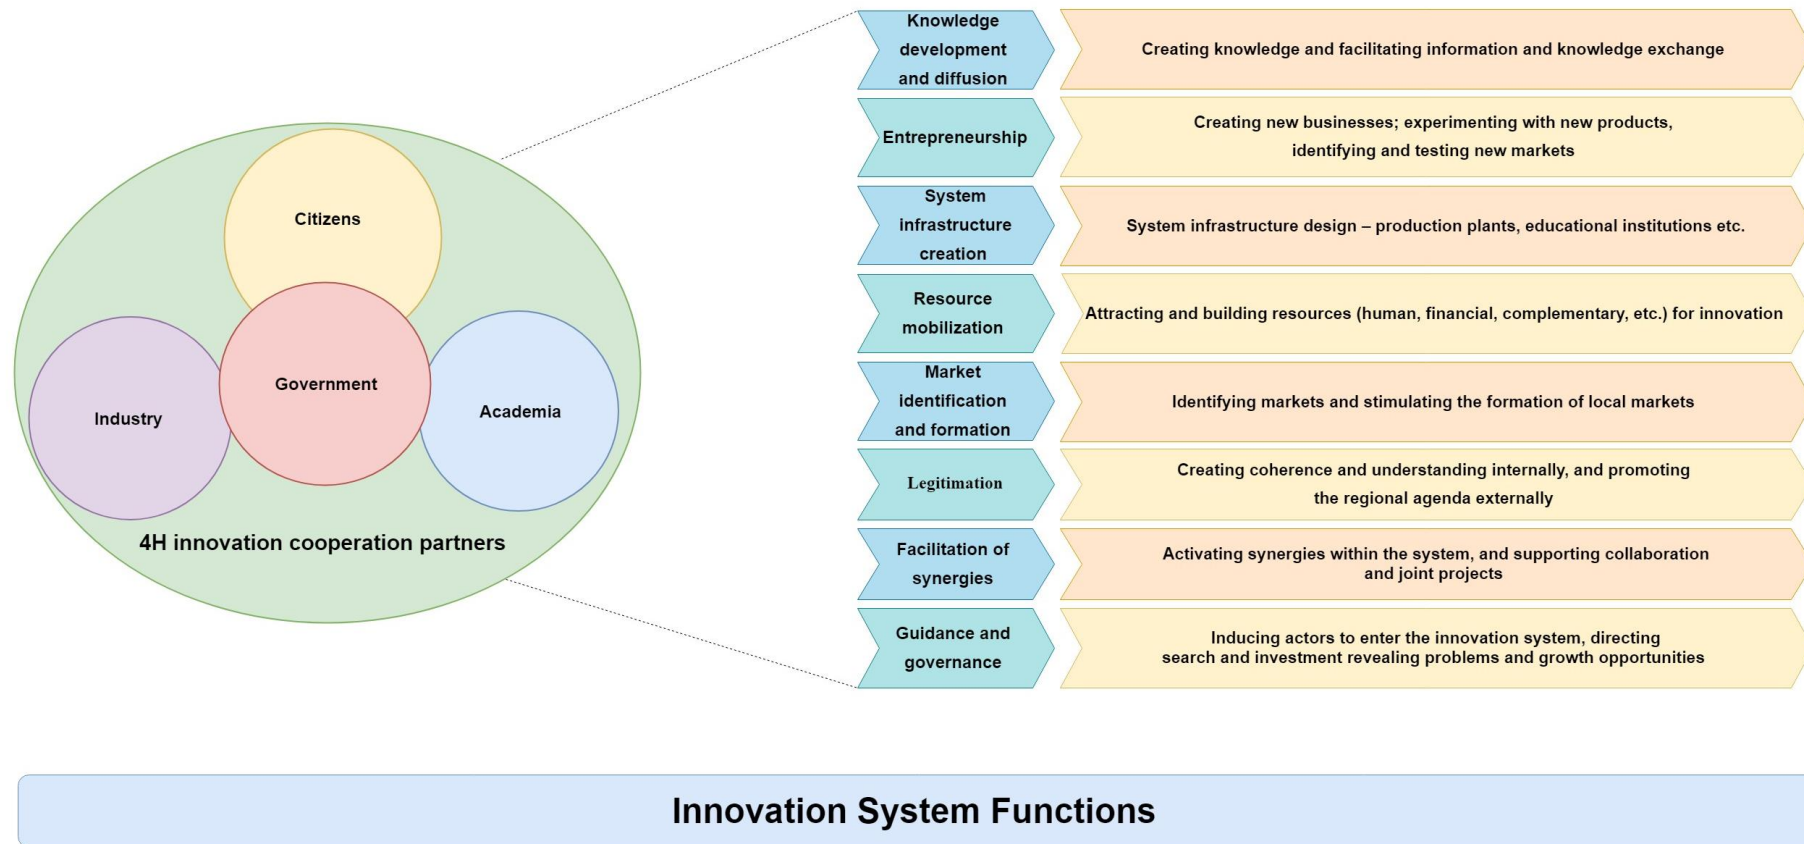 Citizens
Government
Industry
Academia
4H innovation cooperation partners
Knowledge
development
and diffusion
Creating knowledge and facilitating information and knowledge exchange
Entrepreneurship
Creating new businesses; experimenting with new products,
identifying and testing new markets
System
infrastructure
creation
System infrastructure design – production plants, educational institutions etc.
Resource
mobilization
Attracting and building resources (human, financial, complementary, etc.) for innovation
Market
identification
and formation
Identifying markets and stimulating the formation of local markets
Legitimation
Creating coherence and understanding internally, and promoting
the regional agenda externally
Facilitation of
synergies
Activating synergies within the system, and supporting collaboration
and joint projects
Guidance and
governance
Inducing actors to enter the innovation system, directing
search and investment revealing problems and growth opportunities
Innovation System Functions